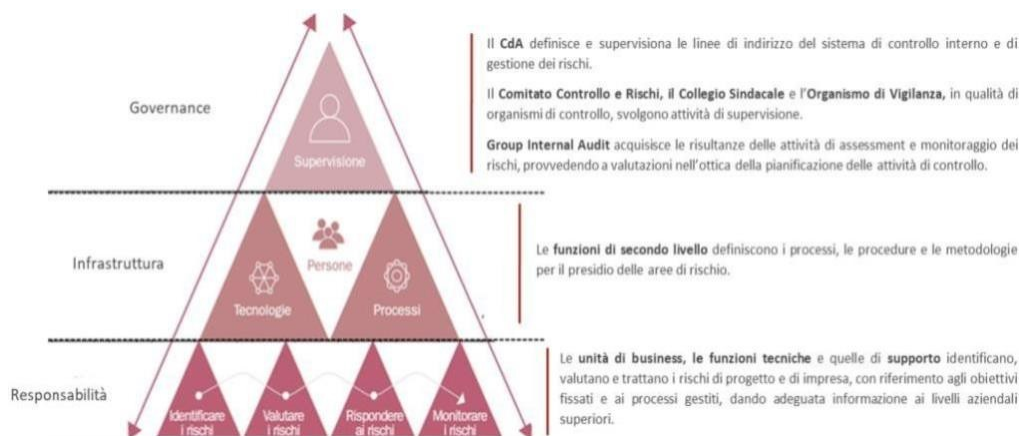 Il CdA definisce e supervisiona le linee di indirizzo del sistema di controllo interno e di
gestione dei rischi.
Governance
Il Comitato Controllo e Rischi, il Collegio Sindacale e l'Organismo di Vigilanza, in qualità di
organismi di controllo, svolgono attività di supervisione.
Group Internal Audit acquisisce le risultanze delle attività di assessment e monitoraggio dei
rischi, provvedendo a valutazioni nell'ottica della pianificazione delle attività di controllo.
Supervisione
Infrastruttura
Persone
Tecnologie
Processi
Le funzioni di secondo livello definiscono i processi, le procedure e le metodologie
per il presidio delle aree di rischio.
Responsabilità
Identificare
i rischi
Valutare
i rischi
Rispondere
ai rischi
Monitorare
i rischi
Le unità di business, le funzioni tecniche e quelle di supporto identificano,
valutano e trattano i rischi di progetto e di impresa, con riferimento agli obiettivi
fissati e ai processi gestiti, dando adeguata informazione ai livelli aziendali
superiori.